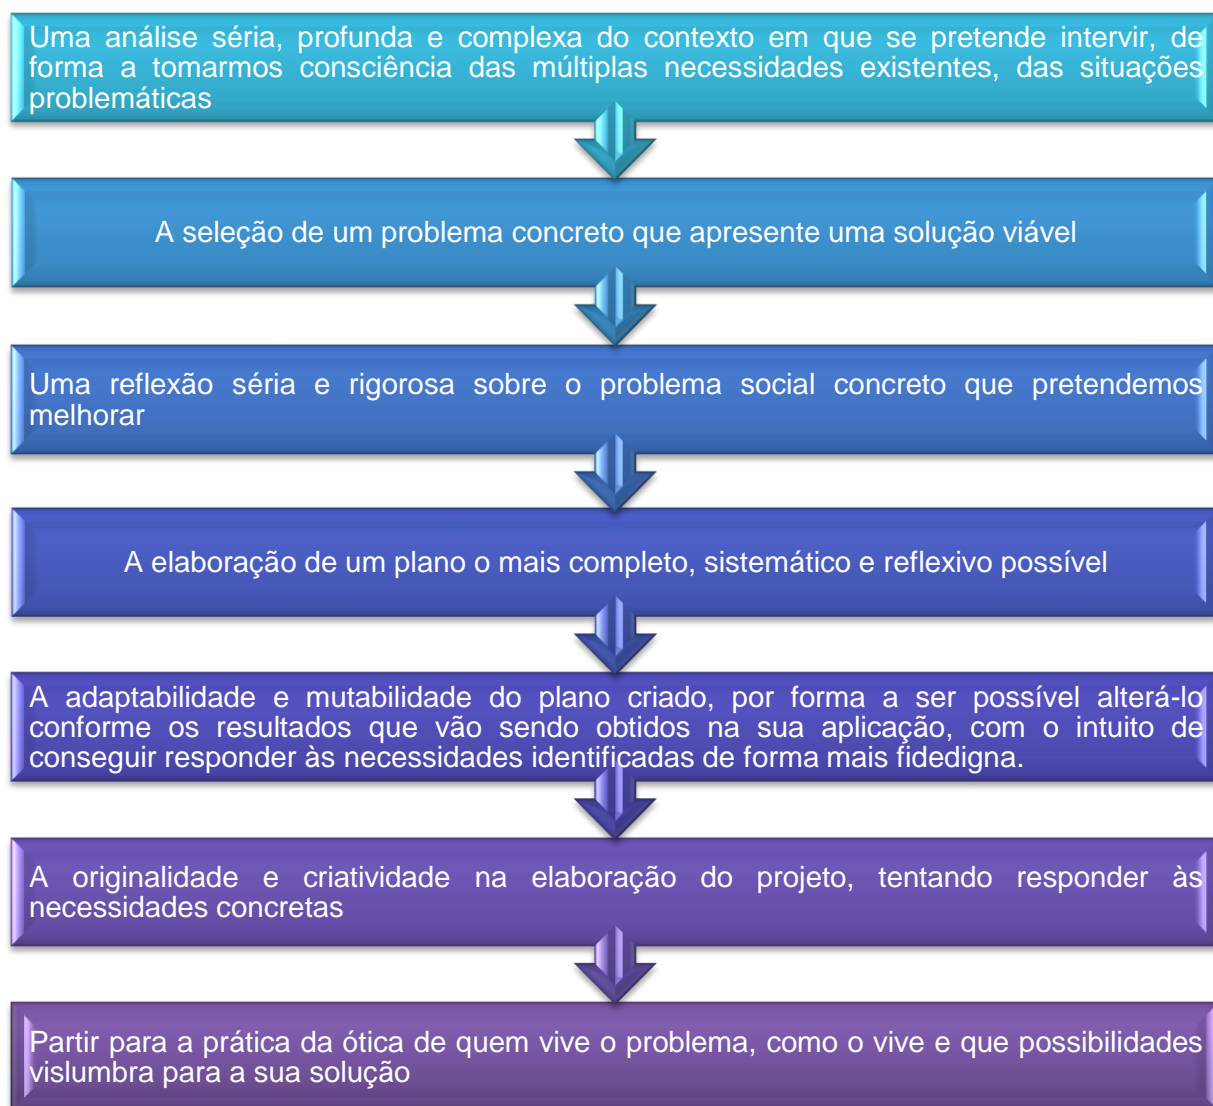 Uma análise séria, profunda e complexa do contexto em que se pretende intervir, de
forma a tomarmos consciência das múltiplas necessidades existentes, das situações
problemáticas
A seleção de um problema concreto que apresente uma solução viável
Uma reflexão séria e rigorosa sobre o problema social concreto que pretendemos
melhorar
A elaboração de um plano o mais completo, sistemático e reflexivo possível
A adaptabilidade e mutabilidade do plano criado, por forma a ser possível alterá-lo
conforme os resultados que vão sendo obtidos na sua aplicação, com o intuito de
conseguir responder às necessidades identificadas de forma mais fidedigna.
A originalidade e criatividade na elaboração do projeto, tentando responder às
necessidades concretas
Partir para a prática da ótica de quem vive o problema, como o vive e que possibilidades
vislumbra para a sua solução